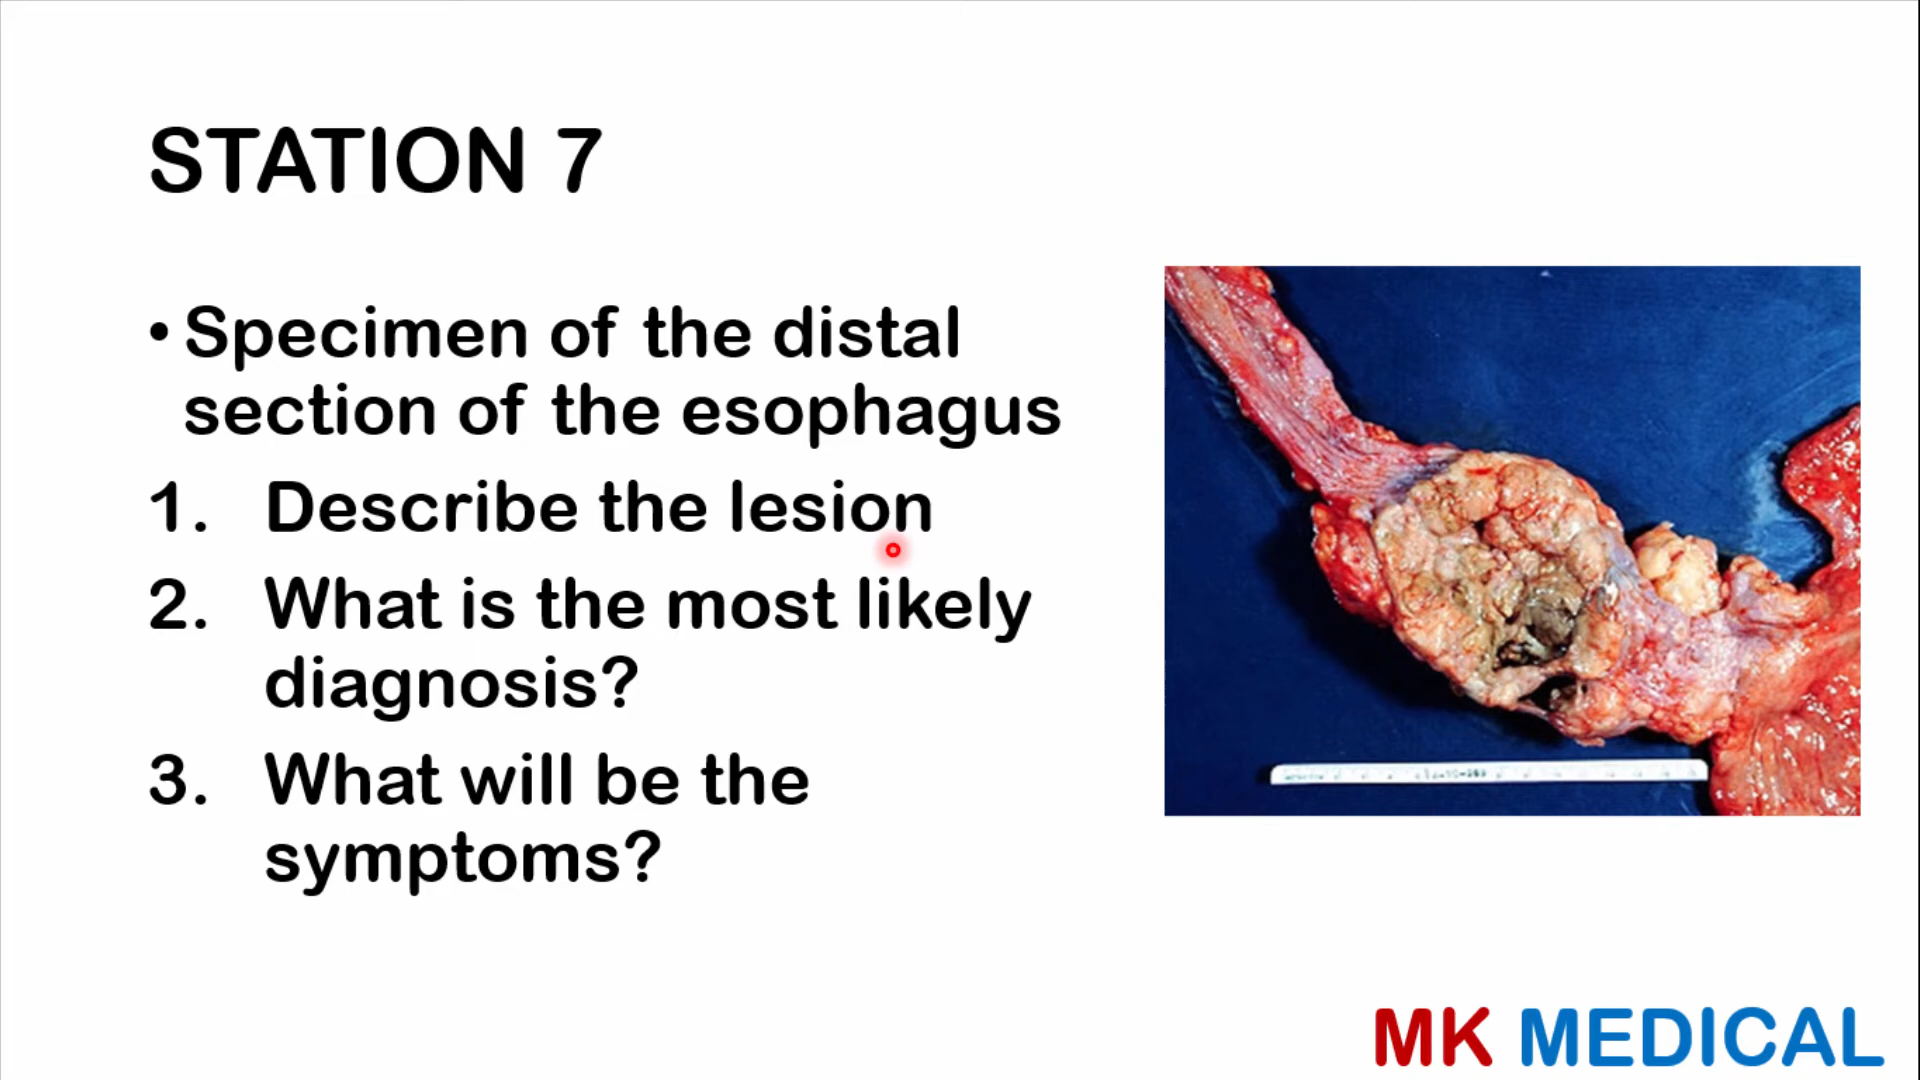 STATION 7
• Specimen of the distal
section of the esophagus
1. Describe the lesion
2. What is the most likely
diagnosis?
3. What will be the
symptoms?
MK MEDICAL